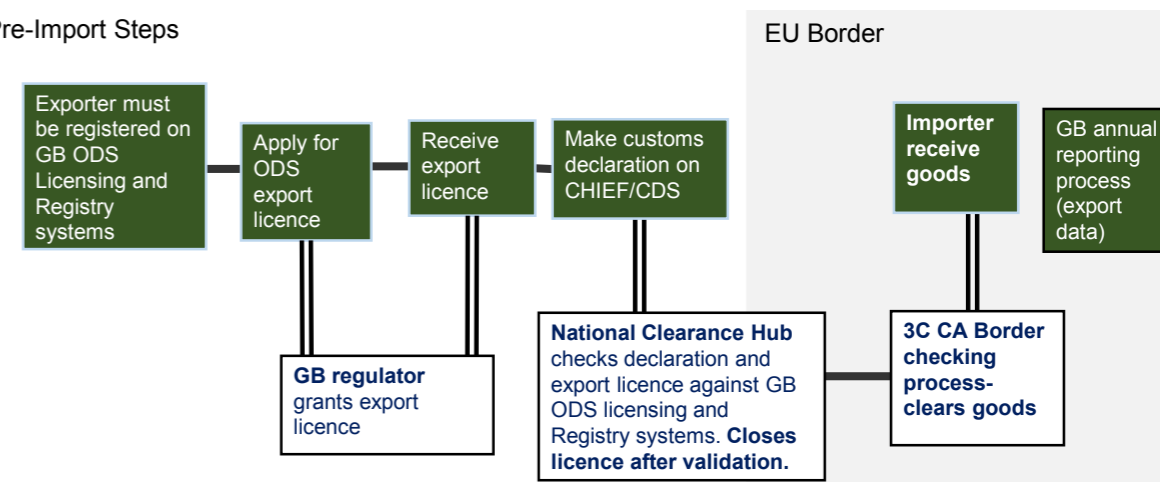 re-Import Steps
EU Border
Exporter must
be registered on
GB ODS
Licensing and
Registry
systems
Apply for
ODS
export
licence
Receive
export
licence
Make customs
declaration on
CHIEF/CDS
Importer
receive
goods
GB annual
reporting
process
(export
data)
GB regulator
grants export
licence
National Clearance Hub
checks declaration and
export licence against GB
ODS licensing and
Registry systems. Closes
licence after validation.
3C CA Border
checking
process-
clears goods